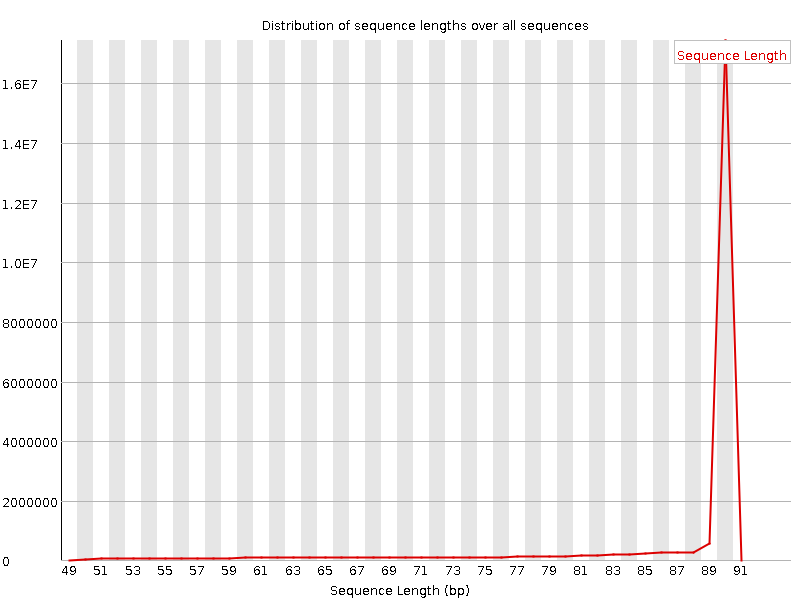 Distribution of sequence lengths over all sequences
Sequence Length
1.6E7
1.4E7
1.2E7
1.0E7
8000000
6000000
4000000
2000000
0
49 51 53 55 57 59 61 63 65 67 69 71 73 75 77 79 81 83 85 87 89 91
Sequence Length (bp)